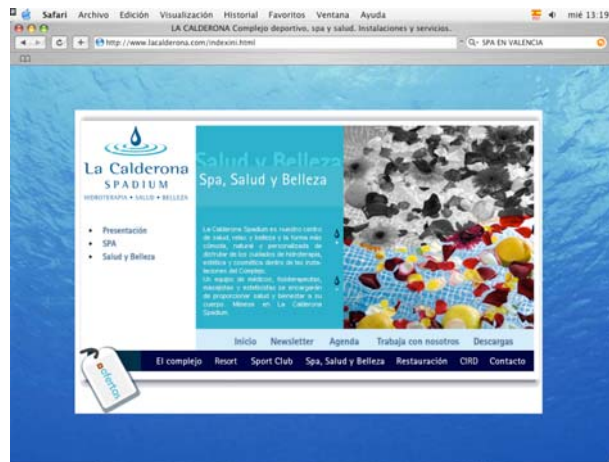 Safari Archivo Edición Visualización Historial Favoritos Ventana Ayuda mié 13:19
LA CALDERONA Complejo deportivo, spa y salud. Instalaciones y servicios.
http://www.lacalderona.com/indexini.html SPA EN VALENCIA
La Calderona
SPADIUM
HIDROTERAPIA • SALUD • BELLEZA
Salud y Belleza
Spa, Salud y Belleza
• Presentación
• SPA
• Salud y Belleza
La Calderona Spadium es nuestro centro
de salud, relax y belleza y la forma más
cómoda, natural y personalizada de
disfrutar de los cuidados de hidroterapia,
estética y cosmética dentro de las insta-
laciones del Complejo.
Un equipo de médicos, fisioterapeutas,
masajistas y esteticistas se encargarán
de proporcionar salud y bienestar a su
cuerpo. Mímese en La Calderona
Spadium.
Inicio Newsletter Agenda Trabaja con nosotros Descargas
El complejo Resort Sport Club Spa, Salud y Belleza Restauración CIRD Contacto
ofertas